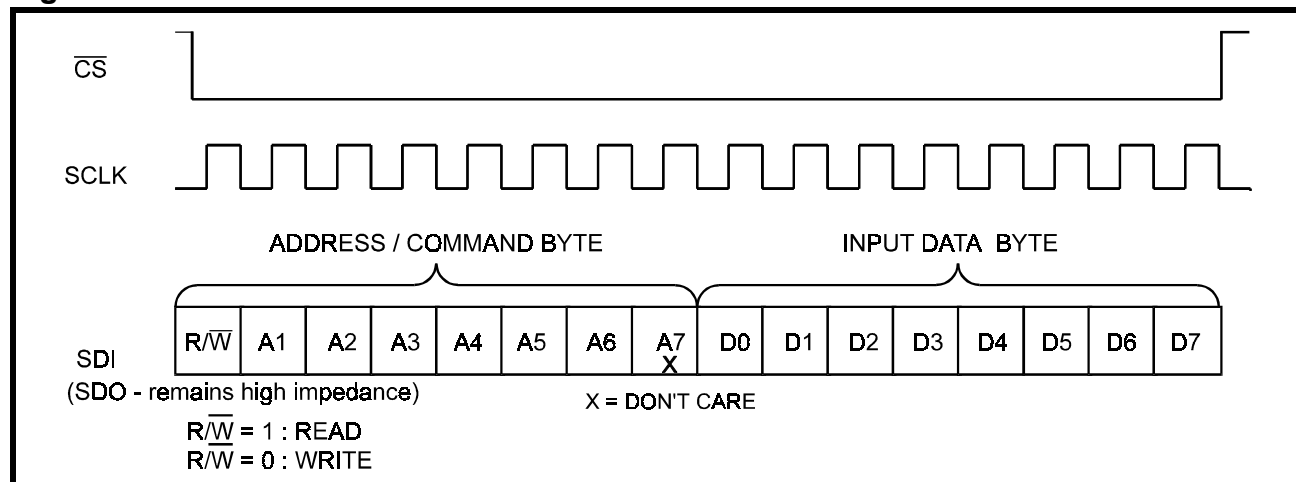 C̅S̅
SCLK
ADDRESS / COMMAND BYTE INPUT DATA BYTE
R/W̅ A1 A2 A3 A4 A5 A6 A7 D0 D1 D2 D3 D4 D5 D6 D7
X
SDI
(SDO - remains high impedance)
X = DON'T CARE
R/W̅ = 1 : READ
R/W̅ = 0 : WRITE